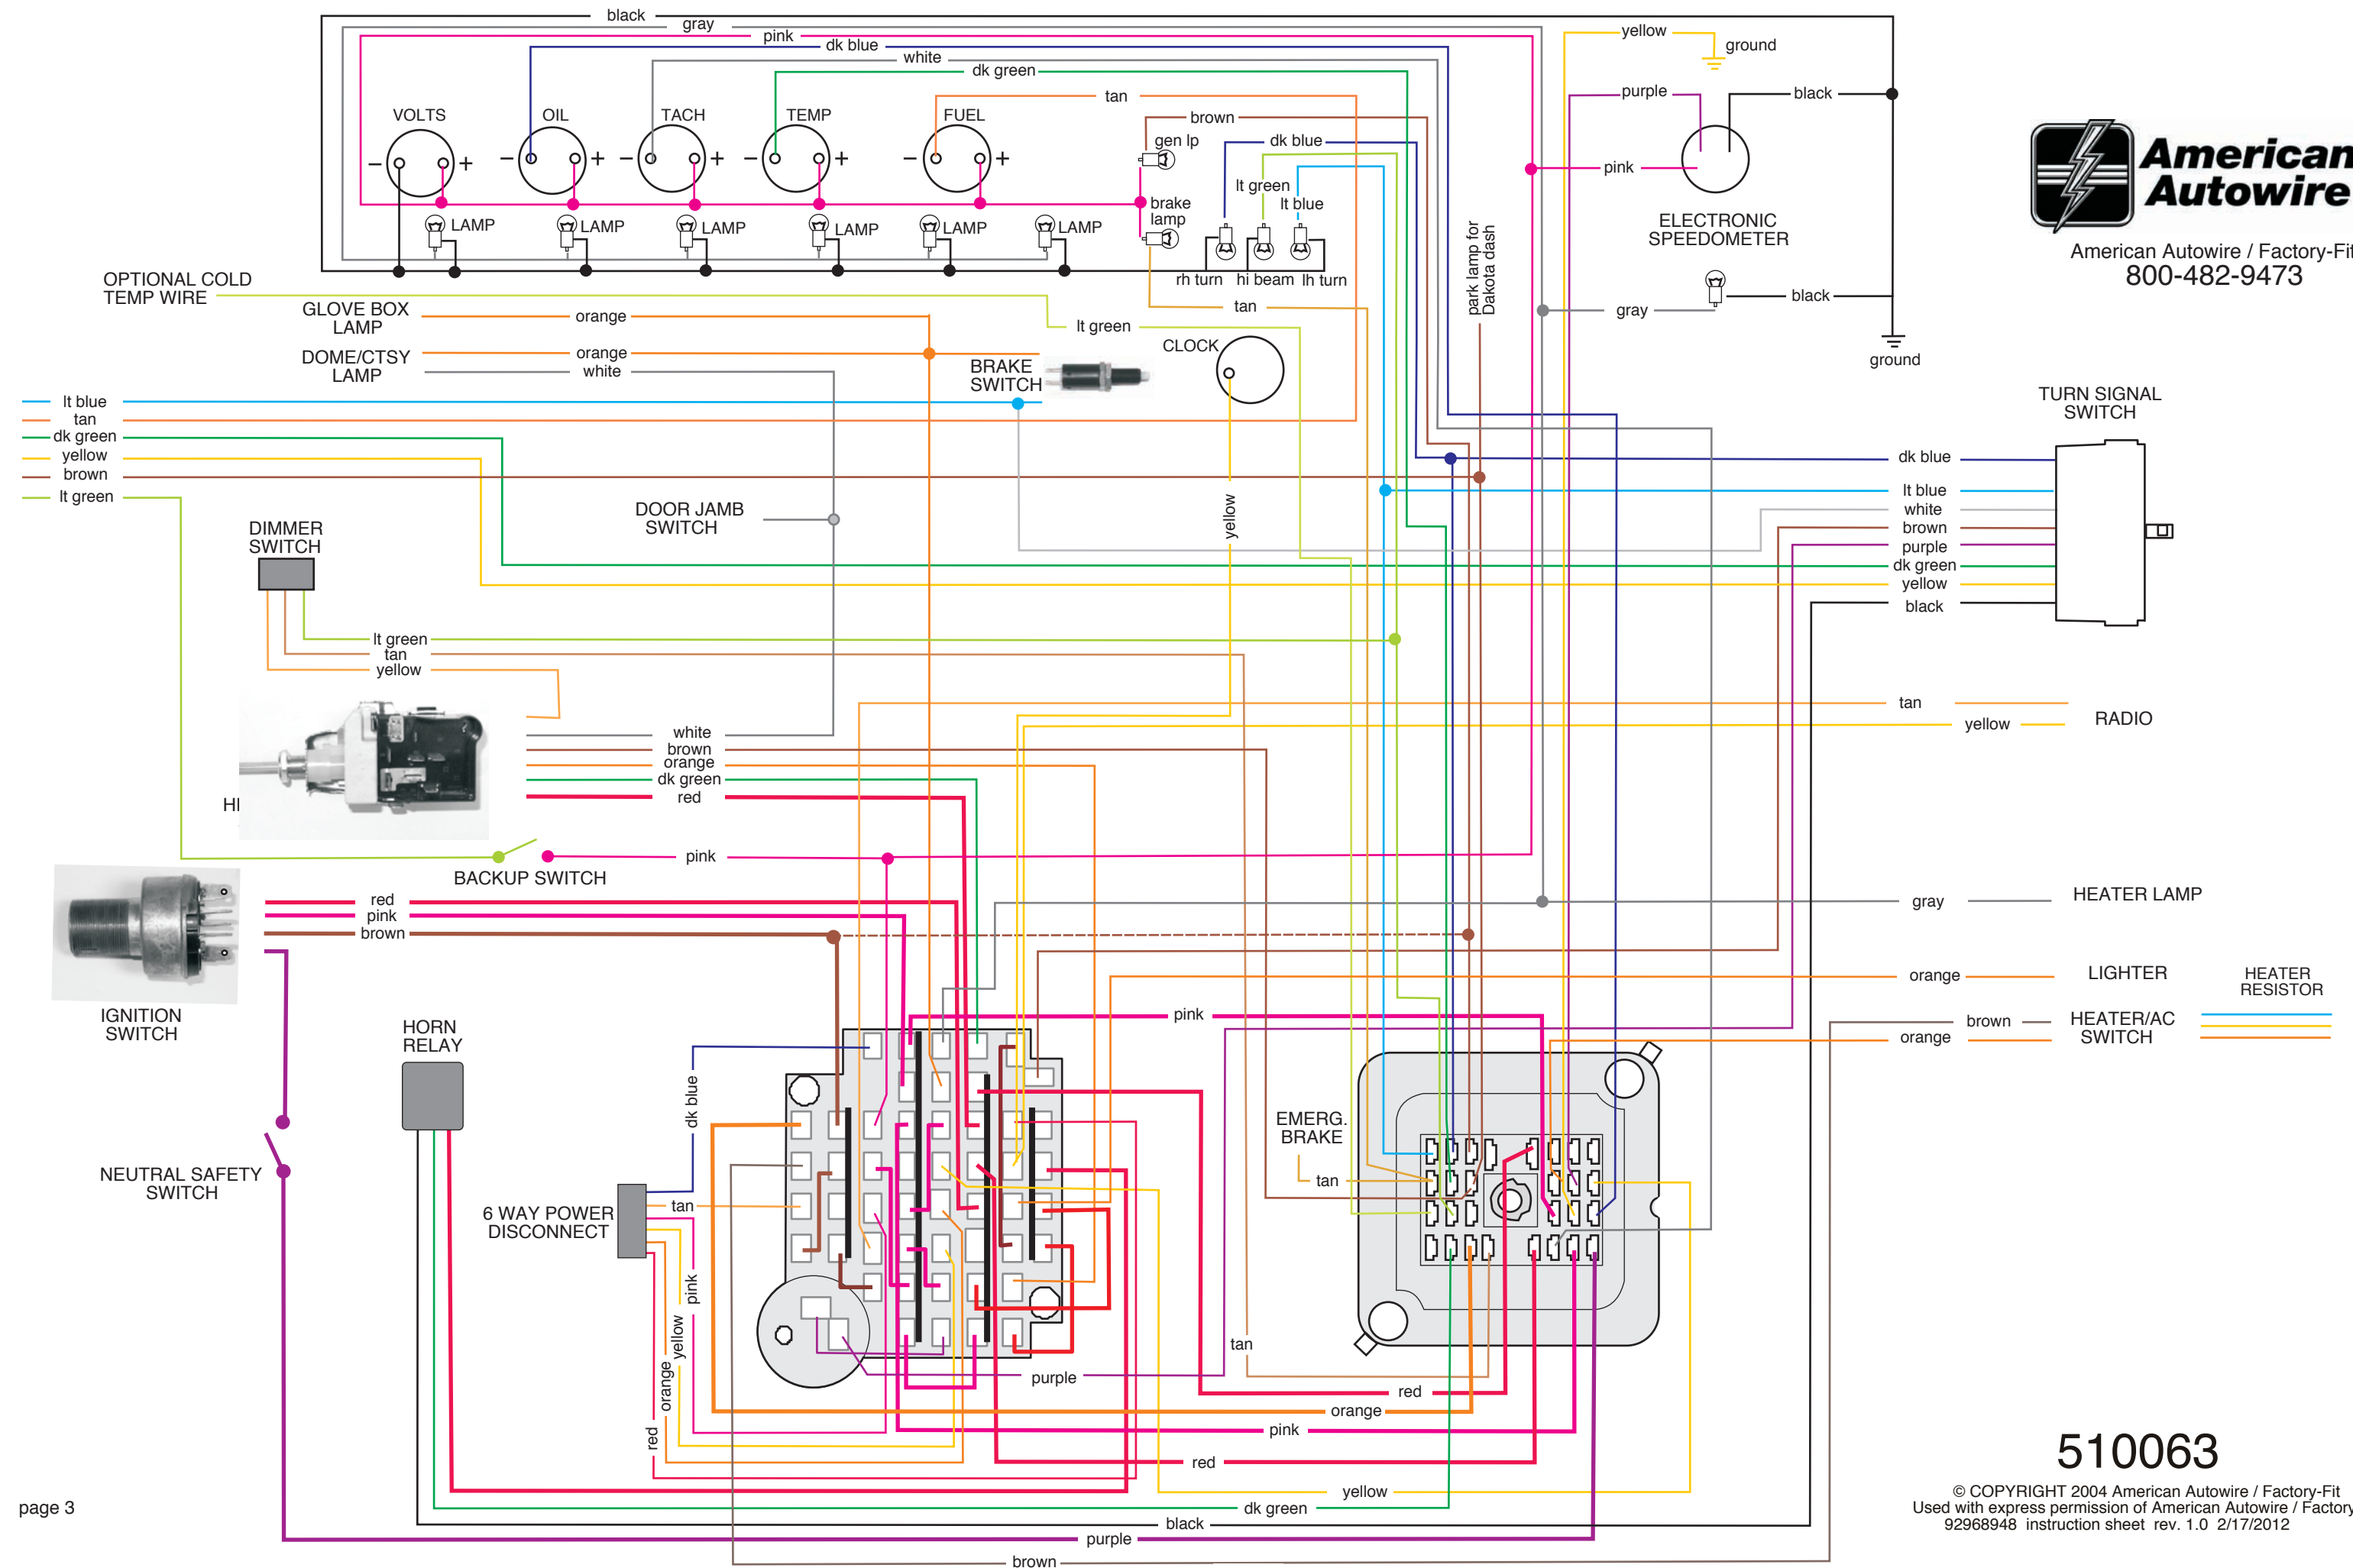 black
gray
pink
dk blue
white
dk green
tan
brown
yellow
ground
purple
black
VOLTS
OIL
TACH
TEMP
FUEL
gen lp
dk blue
American
Autowire
− +
− +
− +
− +
− +
lt green
lt blue
pink
brake
lamp
LAMP
LAMP
LAMP
LAMP
LAMP
LAMP
ELECTRONIC
SPEEDOMETER
American Autowire / Factory-Fit
800-482-9473
rh turn
hi beam
lh turn
park lamp for
Dakota dash
OPTIONAL COLD
TEMP WIRE
GLOVE BOX
LAMP
orange
tan
lt green
gray
black
ground
DOME/CTSY
LAMP
orange
white
BRAKE
SWITCH
CLOCK
TURN SIGNAL
SWITCH
lt blue
tan
dk green
yellow
brown
lt green
dk blue
lt blue
white
brown
purple
dk green
yellow
black
DOOR JAMB
SWITCH
yellow
DIMMER
SWITCH
lt green
tan
yellow
tan
yellow
RADIO
white
brown
orange
dk green
red
HI
pink
BACKUP SWITCH
red
pink
brown
gray
HEATER LAMP
IGNITION
SWITCH
orange
LIGHTER
HEATER
RESISTOR
HORN
RELAY
pink
brown
orange
HEATER/AC
SWITCH
dk blue
EMERG.
BRAKE
tan
NEUTRAL SAFETY
SWITCH
6 WAY POWER
DISCONNECT
tan
pink
yellow
orange
red
tan
purple
red
orange
pink
red
yellow
dk green
black
purple
brown
510063
© COPYRIGHT 2004 American Autowire / Factory-Fit
Used with express permission of American Autowire / Factory
92968948 instruction sheet rev. 1.0 2/17/2012
page 3